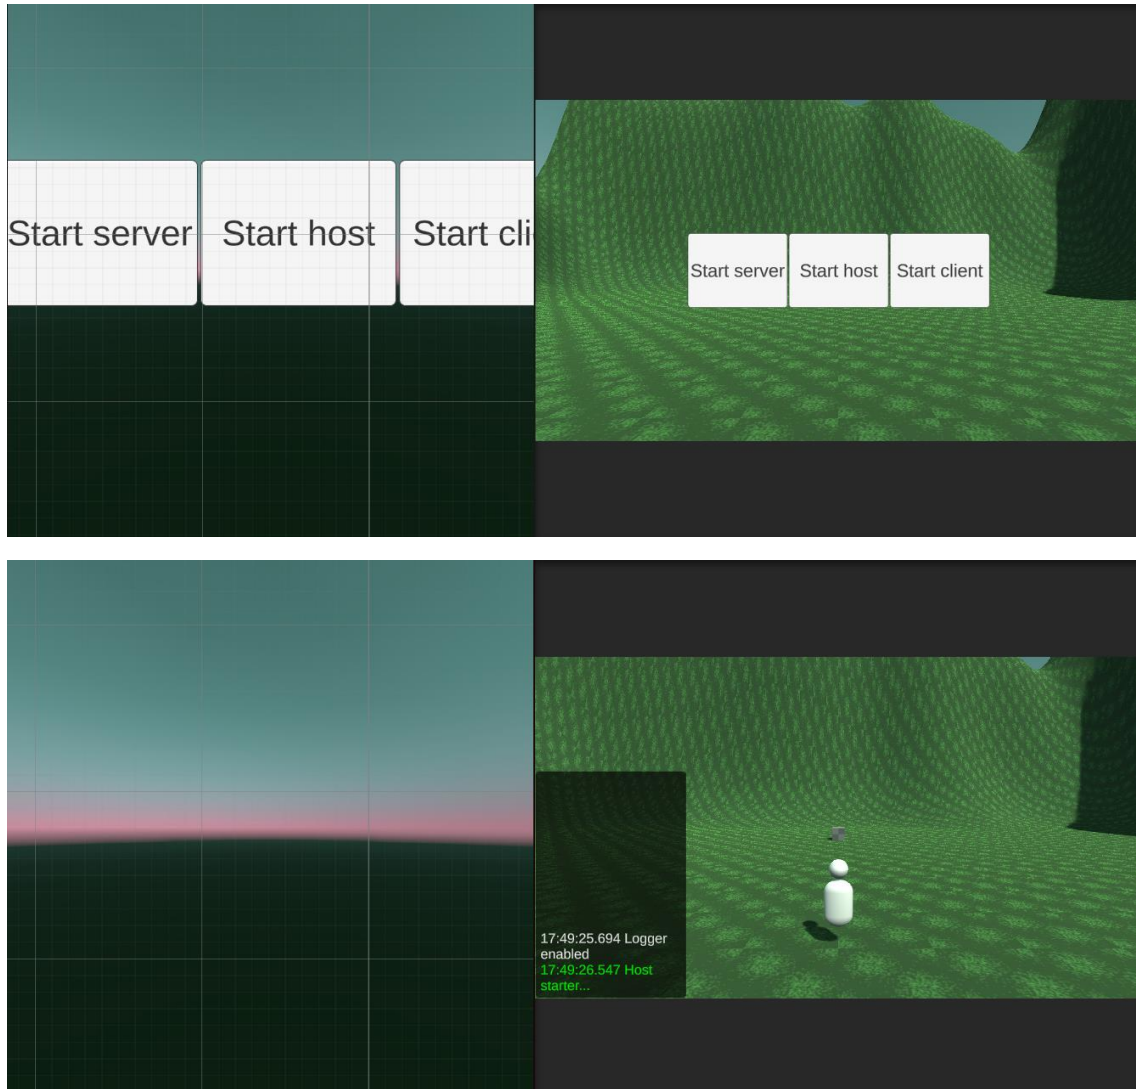 Start server
Start host
Start cli
Start server
Start host
Start client
17:49:25.694 Logger
enabled
17:49:26.547 Host
starter...